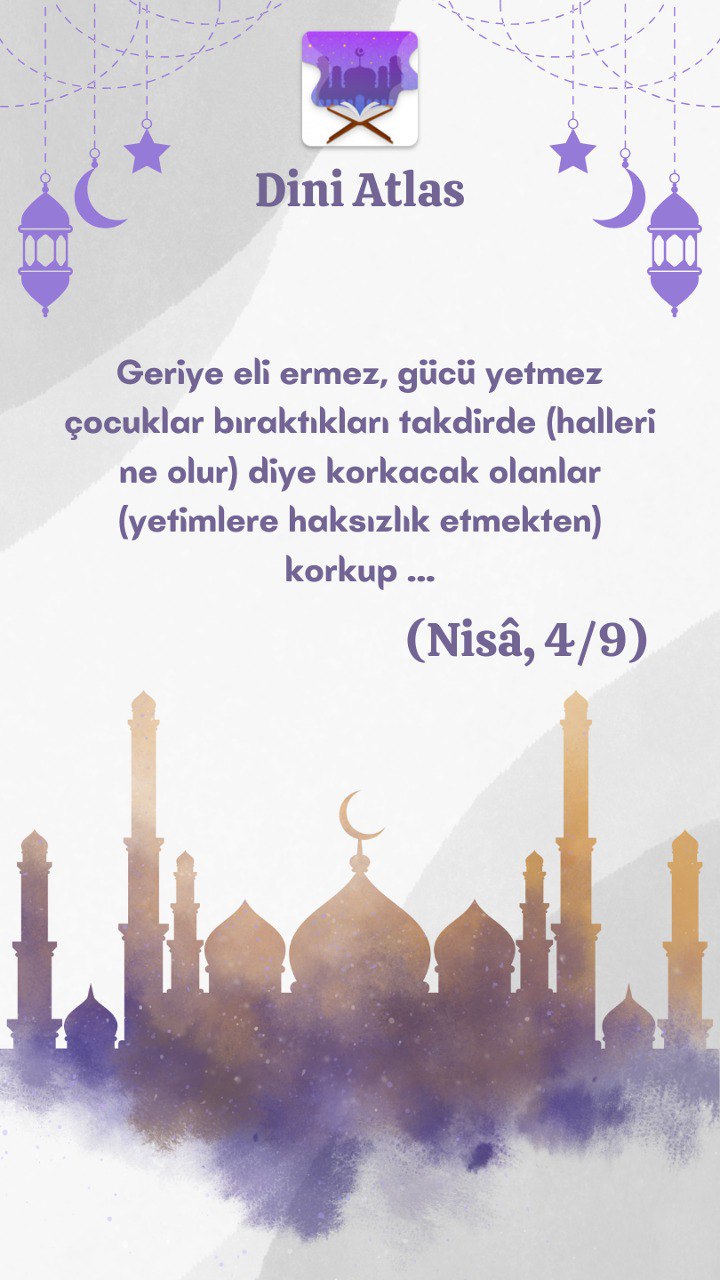 Dini Atlas
Geriye eli ermez, gücü yetmez
çocuklar bıraktıkları takdirde (halleri
ne olur) diye korkacak olanlar
(yetimlere haksızlık etmekten)
korkup ...
(Nisâ, 4/9)